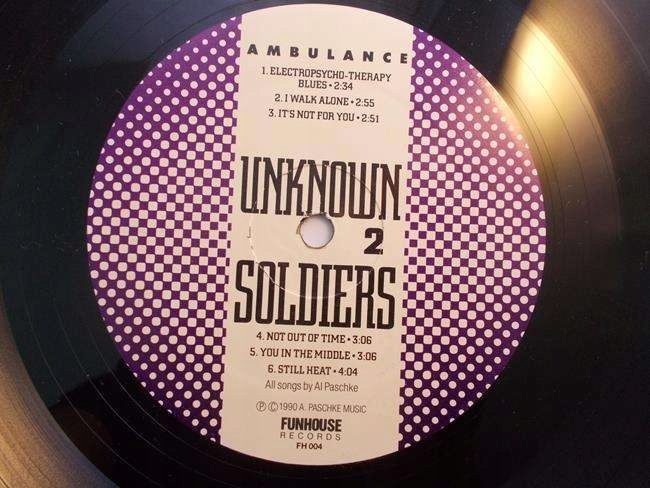 AMBULANCE
1. ELECTROPSYCHO-THERAPY
BLUES • 2:34
2. I WALK ALONE • 2:55
3. IT'S NOT FOR YOU • 2:51
UNKNOWN
2
SOLDIERS
4. NOT OUT OF TIME • 3:06
5. YOU IN THE MIDDLE • 3:06
6. STILL HEAT • 4:04
All songs by Al Paschke
Ⓟ © 1990 A. PASCHKE MUSIC
FUNHOUSE
RECORDS
FH 004